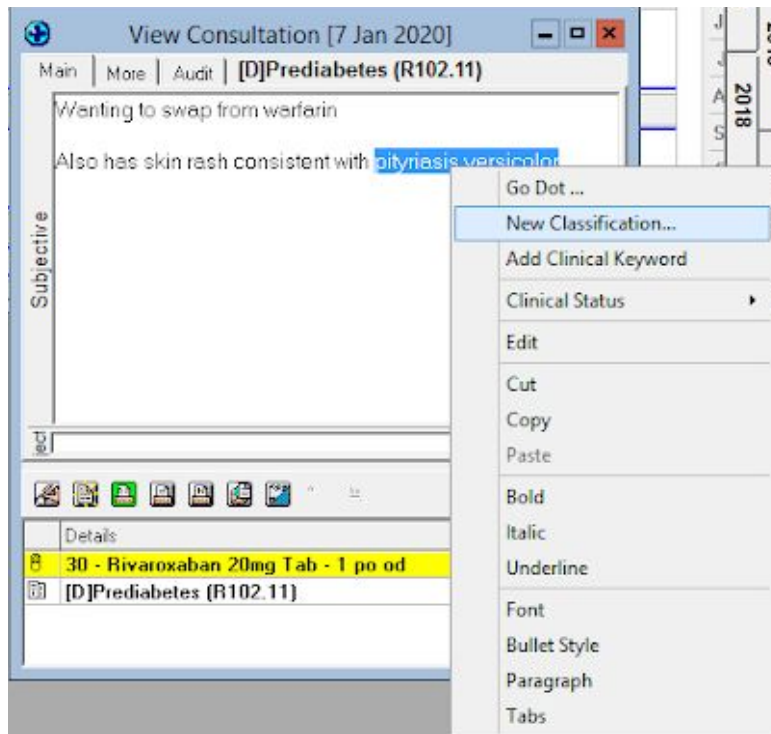 View Consultation [7 Jan 2020]
Main More Audit [D]Prediabetes (R102.11)
Wanting to swap from warfarin
Also has skin rash consistent with pityriasis versicolor
Subjective
ject
Go Dot ...
New Classification...
Add Clinical Keyword
Clinical Status
Edit
Cut
Copy
Paste
Bold
Italic
Underline
Font
Bullet Style
Paragraph
Tabs
Details
30 - Rivaroxaban 20mg Tab - 1 po od
[D]Prediabetes (R102.11)
J
J
A
S
2018